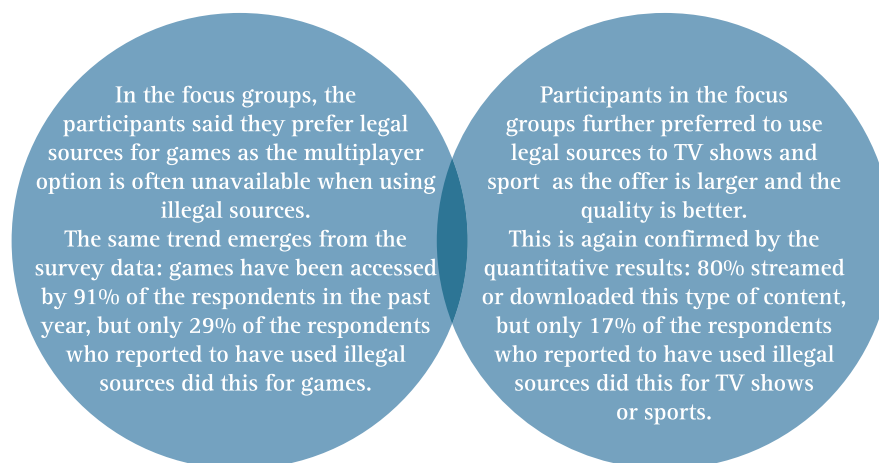 In the focus groups, the
participants said they prefer legal
sources for games as the multiplayer
option is often unavailable when using
illegal sources.
The same trend emerges from the
survey data: games have been accessed
by 91% of the respondents in the past
year, but only 29% of the respondents
who reported to have used illegal
sources did this for games.
Participants in the focus
groups further preferred to use
legal sources to TV shows and
sport as the offer is larger and the
quality is better.
This is again confirmed by the
quantitative results: 80% streamed
or downloaded this type of content,
but only 17% of the respondents
who reported to have used illegal
sources did this for TV shows
or sports.